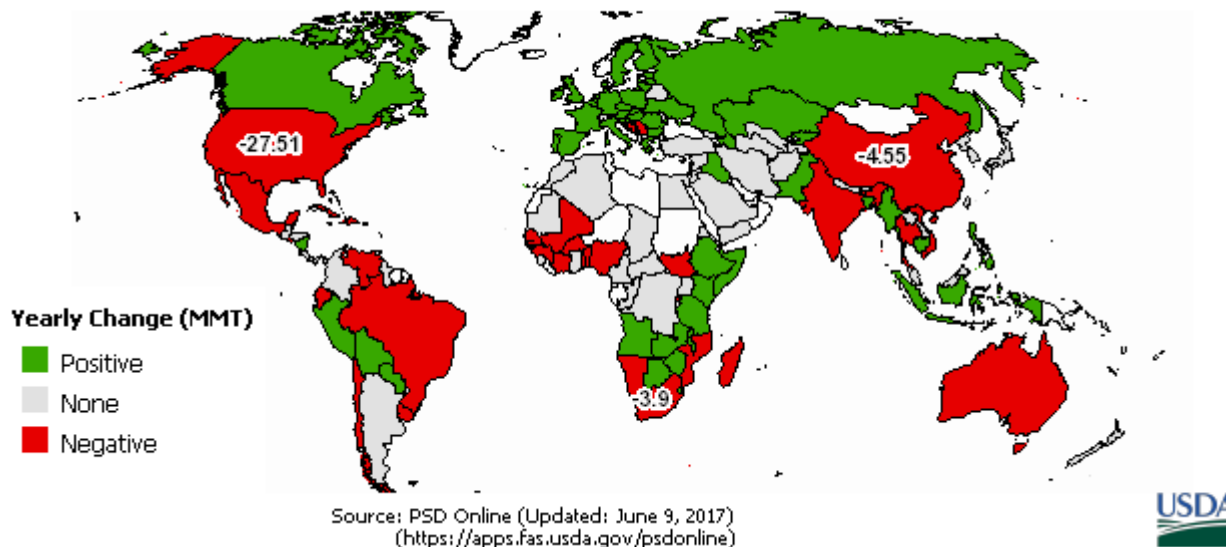 -27.51
-4.55
-3.9
Yearly Change (MMT)
Positive
None
Negative
Source: PSD Online (Updated: June 9, 2017)
(https://apps.fas.usda.gov/psdonline)
USDA